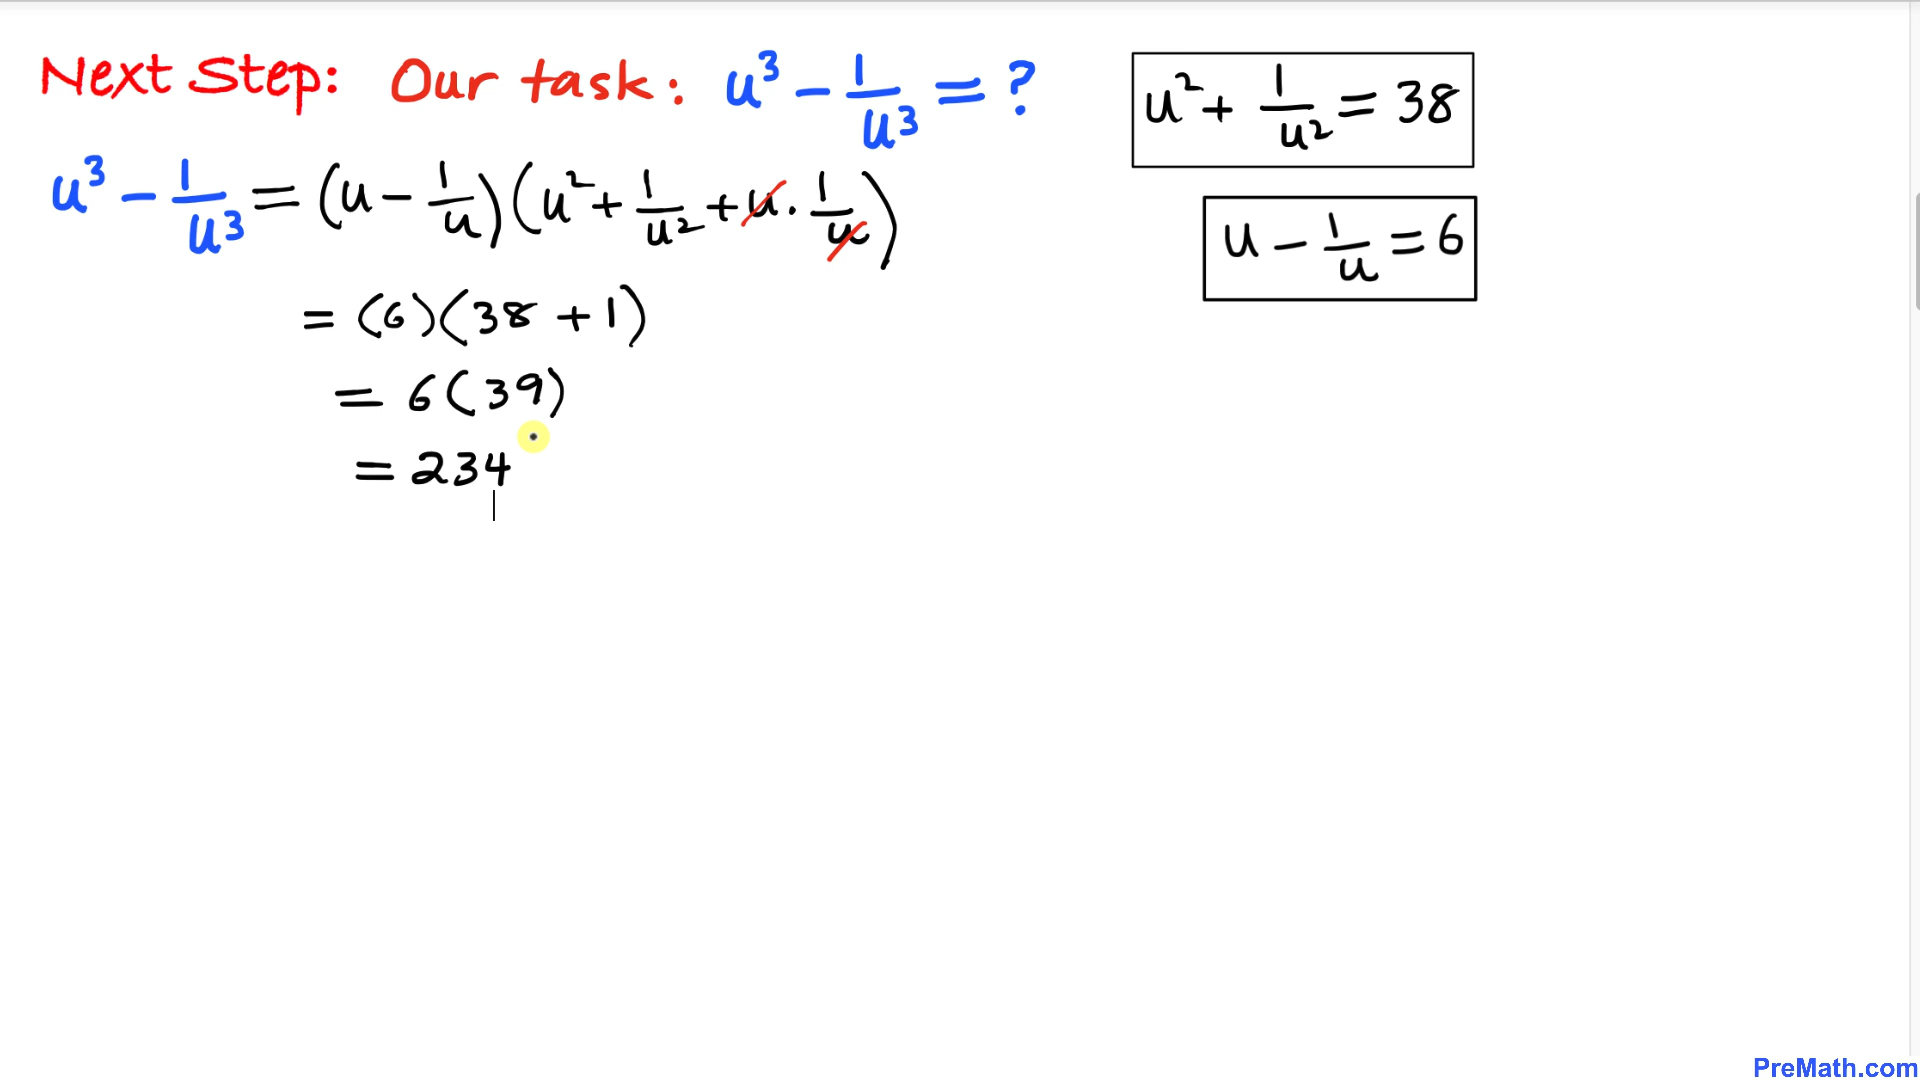 Next Step: Our task: u³ - 1/u³ = ?
u² + 1/u² = 38
u³ - 1/u³ = (u - 1/u)(u² + 1/u² + u · 1/u)
u - 1/u = 6
= (6)(38 + 1)
= 6(39)
= 234
PreMath.com